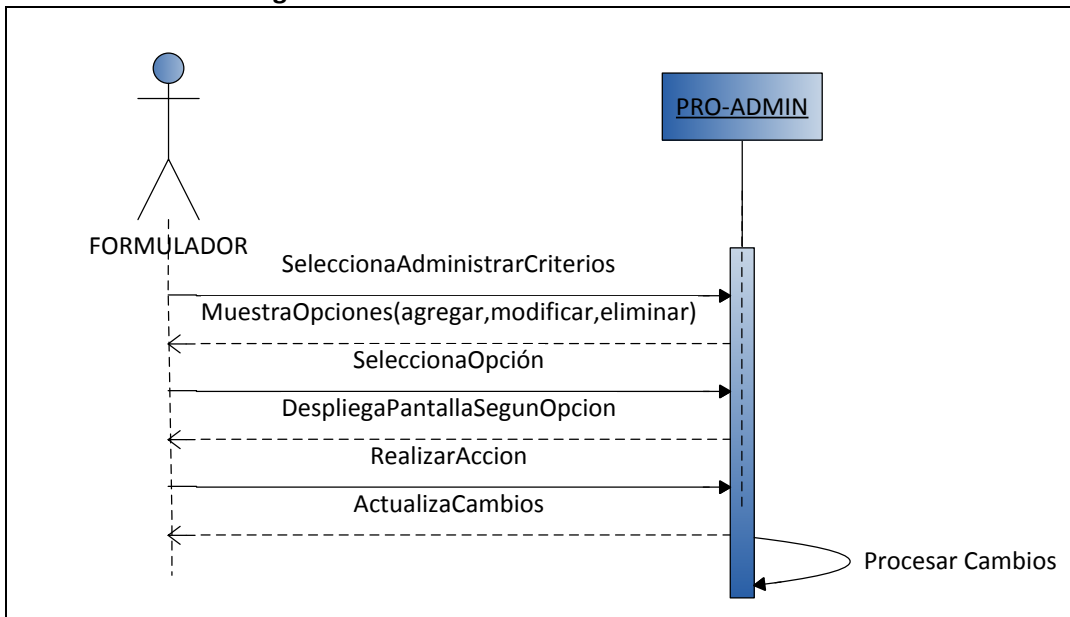 PRO-ADMIN
FORMULADOR
SeleccionaAdministrarCriterios
MuestraOpciones(agregar,modificar,eliminar)
SeleccionaOpción
DespliegaPantallaSegunOpcion
RealizarAccion
ActualizaCambios
Procesar Cambios